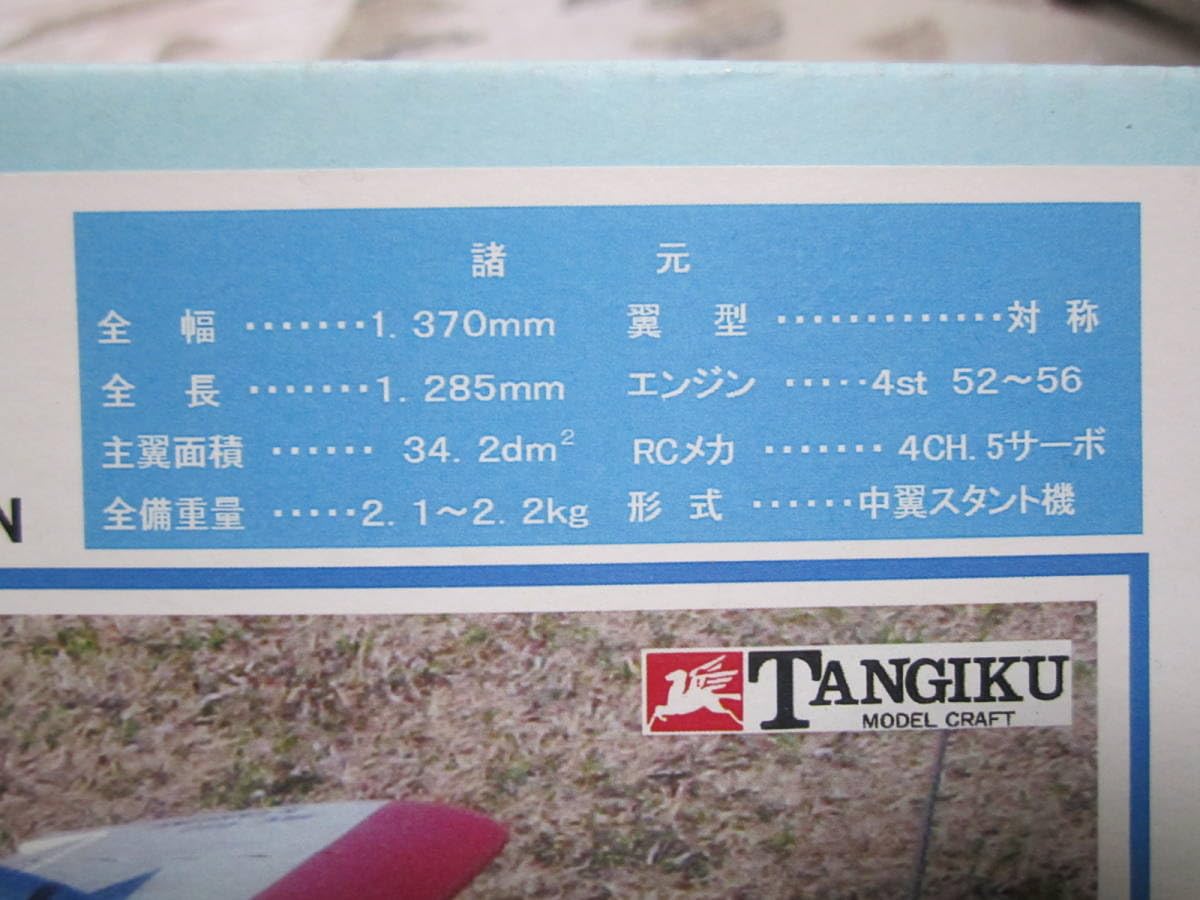 諸 元
全 幅 ·······1. 370mm
全 長 ·······1. 285mm
主翼面積 ······ 34. 2dm²
全備重量 ·····2. 1～2. 2kg
翼 型 ·············対 称
エンジン ·····4st 52～56
RCメカ ·······4CH. 5サーボ
形 式 ······中翼スタント機
N
TANGIKU
MODEL CRAFT